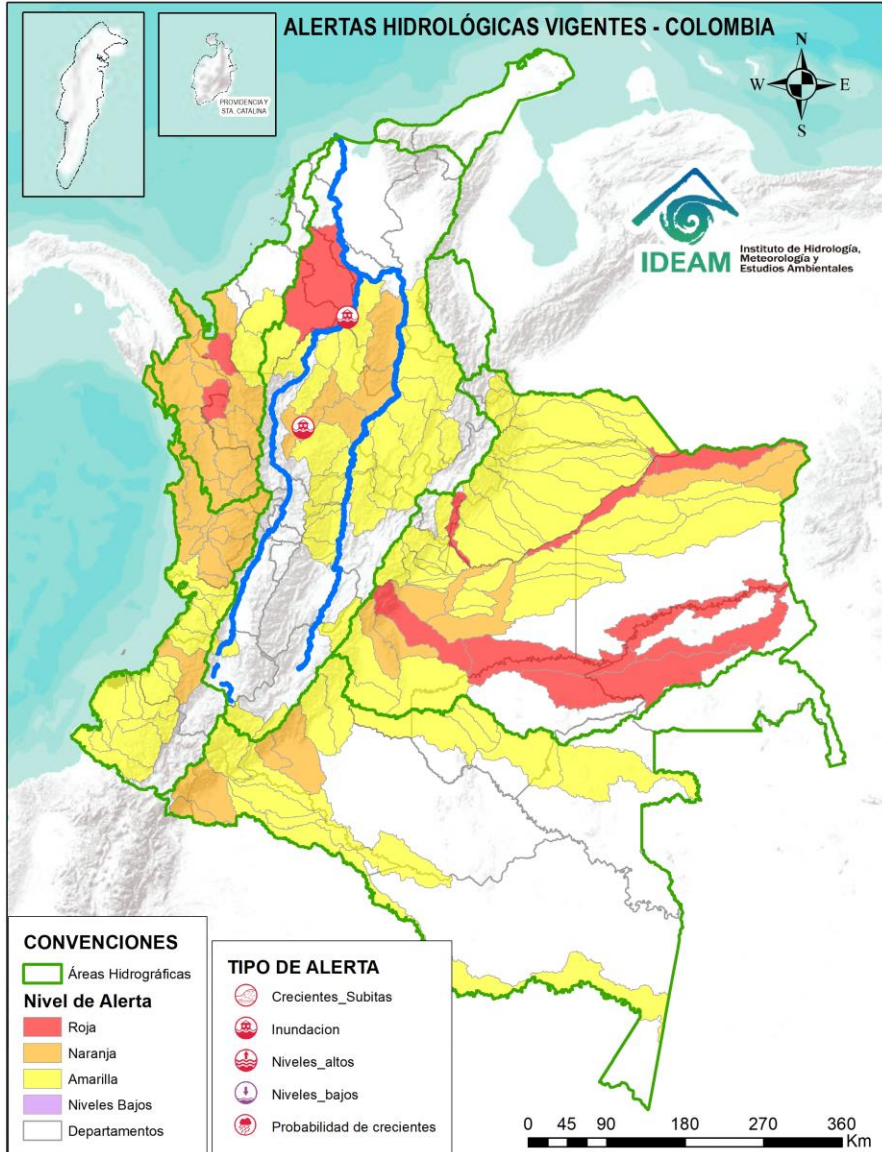 ALERTAS HIDROLÓGICAS VIGENTES - COLOMBIA
PROVIDENCIA Y
STA. CATALINA
N
W
E
S
IDEAM
Instituto de Hidrología,
Meteorología y
Estudios Ambientales
CONVENCIONES
Áreas Hidrográficas
Nivel de Alerta
Roja
Naranja
Amarilla
Niveles Bajos
Departamentos
TIPO DE ALERTA
Crecientes_Subitas
Inundacion
Niveles_altos
Niveles_bajos
Probabilidad de crecientes
0 45 90 180 270 360
Km